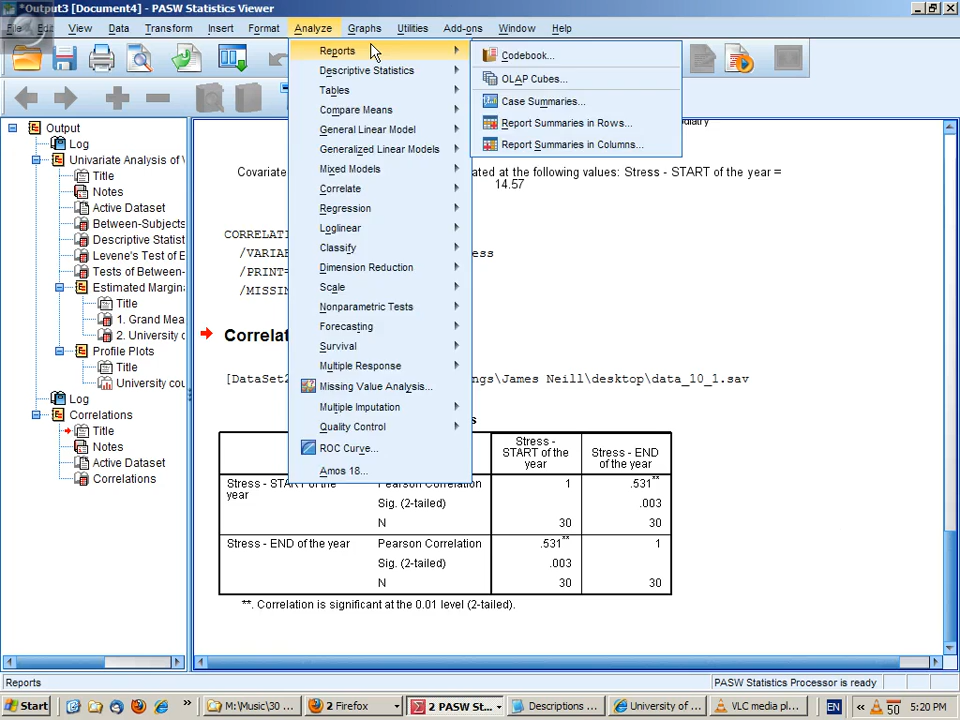 *Output3 [Document4] - PASW Statistics Viewer
File Edit View Data Transform Insert Format Analyze Graphs Utilities Add-ons Window Help
Output
Log
Univariate Analysis of V
Title
Notes
Active Dataset
Between-Subjects
Descriptive Statist
Levene's Test of E
Tests of Between-
Estimated Margina
Title
1. Grand Mea
2. University c
Profile Plots
Title
University cou
Log
Correlations
Title
Notes
Active Dataset
Correlations
Reports
Descriptive Statistics
Tables
Compare Means
General Linear Model
Generalized Linear Models
Mixed Models
Correlate
Regression
Loglinear
Classify
Dimension Reduction
Scale
Nonparametric Tests
Forecasting
Survival
Multiple Response
Missing Value Analysis...
Multiple Imputation
Quality Control
ROC Curve...
Amos 18...
Codebook...
OLAP Cubes...
Case Summaries...
Report Summaries in Rows...
Report Summaries in Columns...
Covariate ated at the following values: Stress - START of the year =
14.57
CORRELATI
/VARIAB ess
/PRINT=
/MISSIN
Correlat
[DataSet2 ngs\James Neill\desktop\data_10_1.sav
s
Stress - START of the year Stress - END of the year
Stress - START of the year Pearson Correlation 1 .531**
Sig. (2-tailed) .003
N 30 30
Stress - END of the year Pearson Correlation .531** 1
Sig. (2-tailed) .003
N 30 30
**. Correlation is significant at the 0.01 level (2-tailed).
Reports PASW Statistics Processor is ready
Start » M:\Music\30 ... 2 Firefox 2 PASW St... Descriptions ... University of ... VLC media pl... EN « 50 5:20 PM